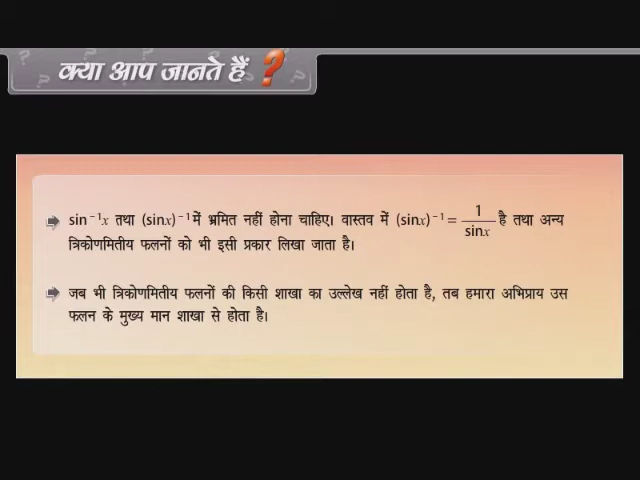 क्या आप जानते हैं ?
sin⁻¹x तथा (sinx)⁻¹ में भ्रमित नहीं होना चाहिए। वास्तव में (sinx)⁻¹ = 1/sinx है तथा अन्य
त्रिकोणमितीय फलनों को भी इसी प्रकार लिखा जाता है।
जब भी त्रिकोणमितीय फलनों की किसी शाखा का उल्लेख नहीं होता है, तब हमारा अभिप्राय उस
फलन के मुख्य मान शाखा से होता है।